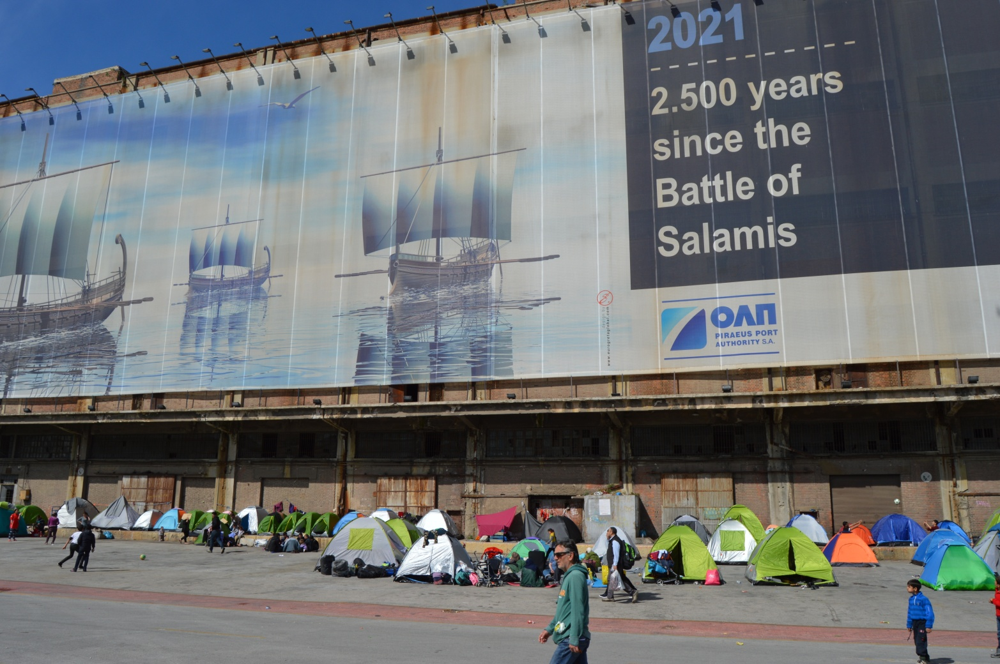 2021
2.500 years
since the
Battle of
Salamis
ΟΛΠ
PIRAEUS PORT
AUTHORITY S.A.